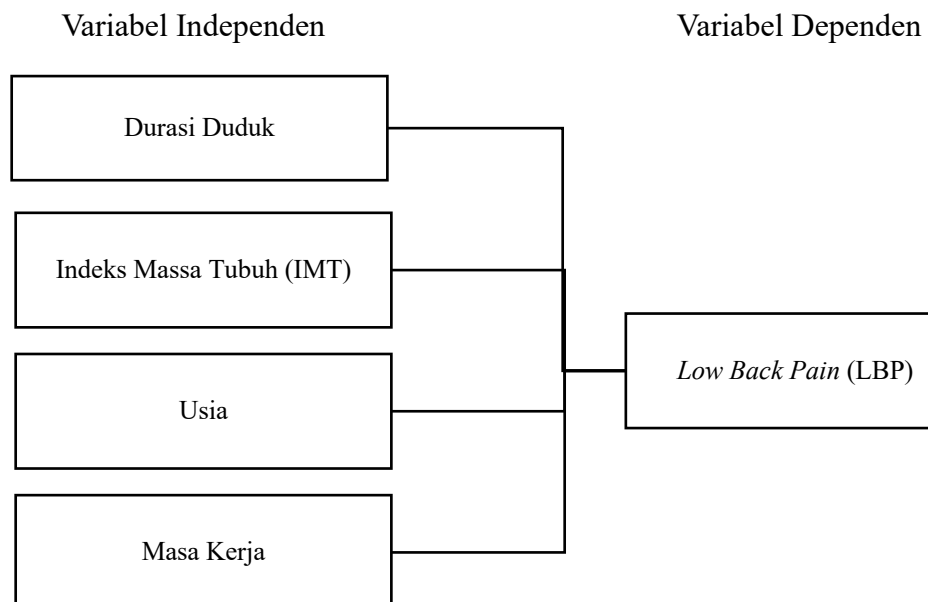 Variabel Independen
Variabel Dependen
Durasi Duduk
Indeks Massa Tubuh (IMT)
Low Back Pain (LBP)
Usia
Masa Kerja